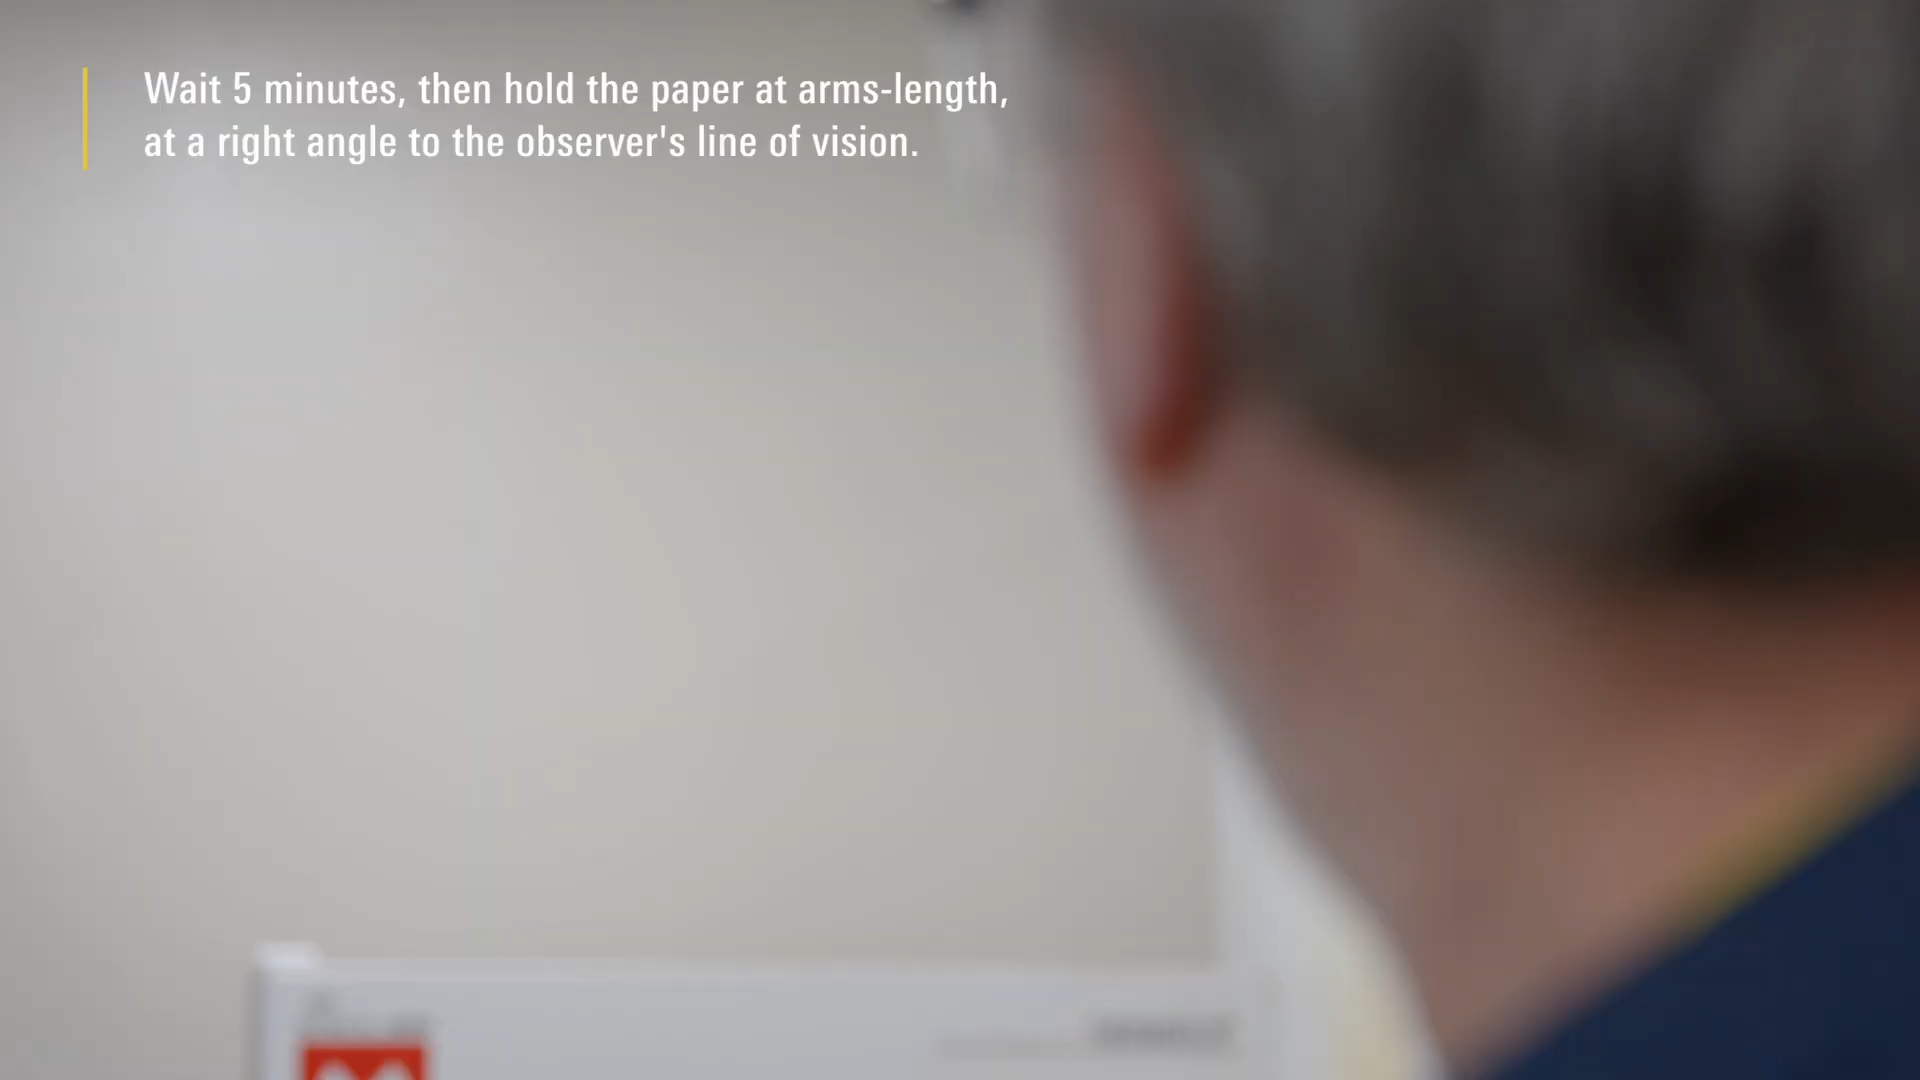 Wait 5 minutes, then hold the paper at arms-length,
at a right angle to the observer's line of vision.